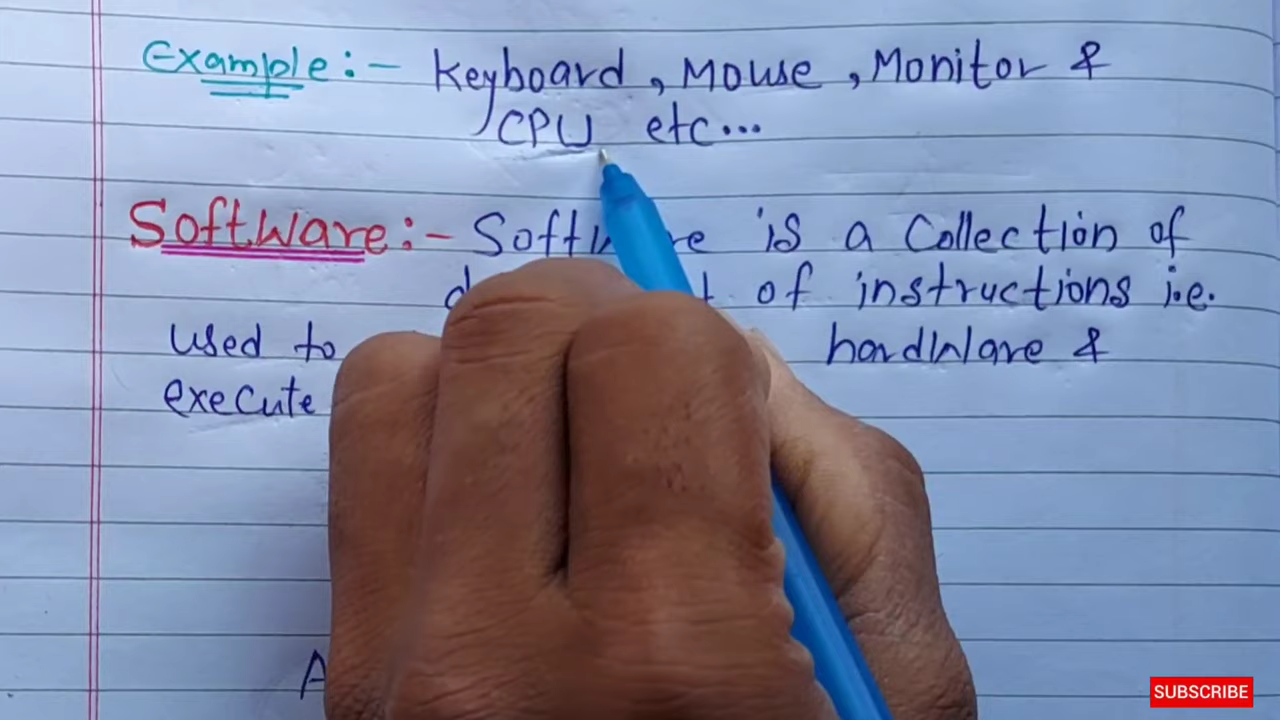 Example:- Keyboard, Mouse, Monitor &
CPU etc...
Software:- Software is a Collection of
of instructions i.e.
used to hardware &
execute
SUBSCRIBE